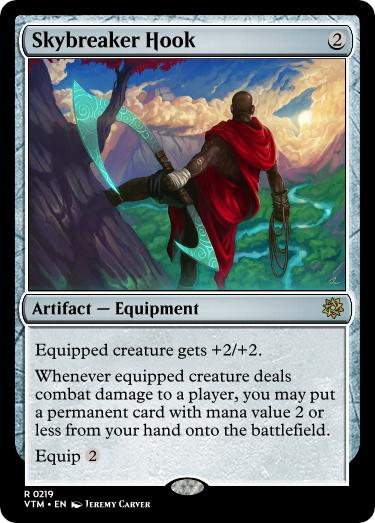 Skybreaker Hook 2
Artifact — Equipment
Equipped creature gets +2/+2.
Whenever equipped creature deals
combat damage to a player, you may put
a permanent card with mana value 2 or
less from your hand onto the battlefield.
Equip 2
R 0219
VTM • EN Jeremy Carver